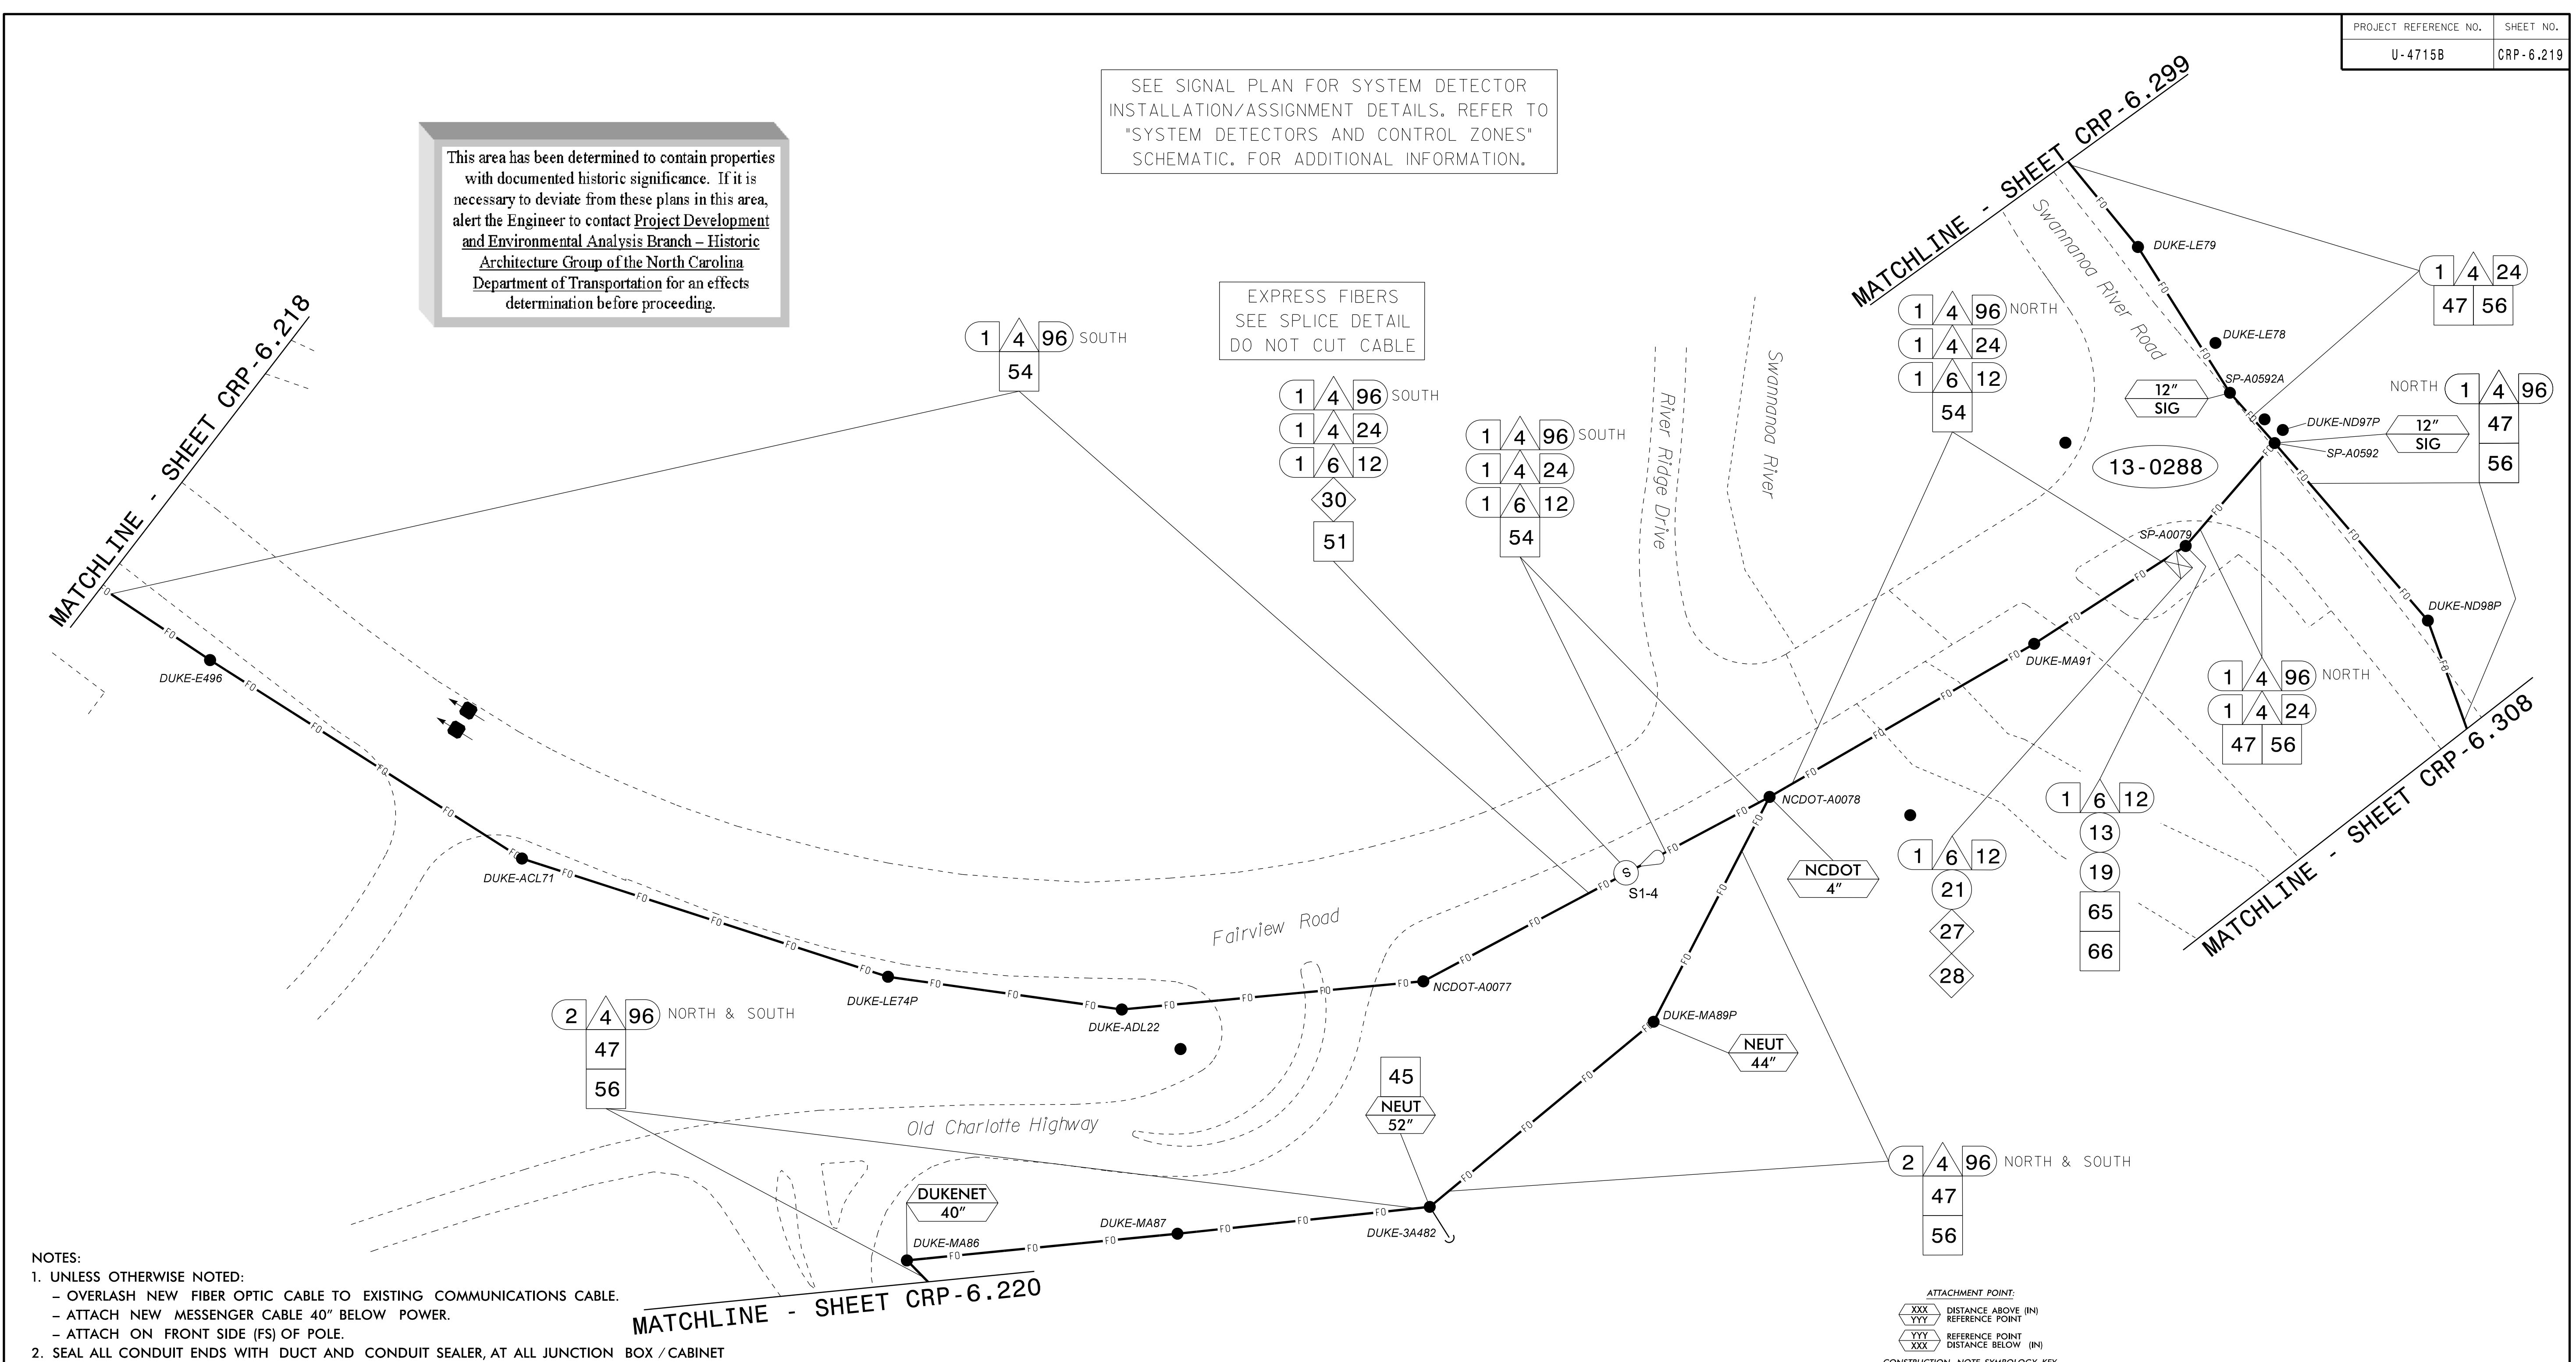 PROJECT REFERENCE NO.
SHEET NO.
U-4715B
CRP-6.219
SEE SIGNAL PLAN FOR SYSTEM DETECTOR
INSTALLATION/ASSIGNMENT DETAILS. REFER TO
"SYSTEM DETECTORS AND CONTROL ZONES"
SCHEMATIC. FOR ADDITIONAL INFORMATION.
This area has been determined to contain properties
with documented historic significance. If it is
necessary to deviate from these plans in this area,
alert the Engineer to contact Project Development
and Environmental Analysis Branch – Historic
Architecture Group of the North Carolina
Department of Transportation for an effects
determination before proceeding.
MATCHLINE - SHEET CRP-6.299
MATCHLINE - SHEET CRP-6.218
EXPRESS FIBERS
SEE SPLICE DETAIL
DO NOT CUT CABLE
1 4 96 SOUTH
54
1 4 96 SOUTH
1 4 24
1 6 12
30
51
1 4 96 SOUTH
1 4 24
1 6 12
54
River Ridge Drive
Swannanoa River
1 4 96 NORTH
1 4 24
1 6 12
54
Swannanoa River Road
DUKE-LE79
1 4 24
47 56
DUKE-LE78
SP-A0592A
12" SIG
DUKE-ND97P
SP-A0592
12" SIG
NORTH 1 4 96
47
56
13-0288
SP-A0079
DUKE-ND98P
DUKE-MA91
1 4 96 NORTH
1 4 24
47 56
MATCHLINE - SHEET CRP-6.308
DUKE-E496
FO FO FO FO FO FO
DUKE-ACL71
DUKE-LE74P
DUKE-ADL22
Fairview Road
NCDOT-A0077
S
S1-4
NCDOT-A0078
NCDOT
4"
1 6 12
21
27
28
1 6 12
13
19
65
66
DUKE-MA89P
NEUT
44"
2 4 96 NORTH & SOUTH
47
56
45
NEUT
52"
Old Charlotte Highway
DUKENET
40"
DUKE-MA86
DUKE-MA87
DUKE-3A482
2 4 96 NORTH & SOUTH
47
56
MATCHLINE - SHEET CRP-6.220
NOTES:
1. UNLESS OTHERWISE NOTED:
– OVERLASH NEW FIBER OPTIC CABLE TO EXISTING COMMUNICATIONS CABLE.
– ATTACH NEW MESSENGER CABLE 40" BELOW POWER.
– ATTACH ON FRONT SIDE (FS) OF POLE.
2. SEAL ALL CONDUIT ENDS WITH DUCT AND CONDUIT SEALER, AT ALL JUNCTION BOX / CABINET
ATTACHMENT POINT:
XXX DISTANCE ABOVE (IN)
YYY REFERENCE POINT
YYY REFERENCE POINT
XXX DISTANCE BELOW (IN)
CONSTRUCTION NOTE SYMBOLOGY KEY